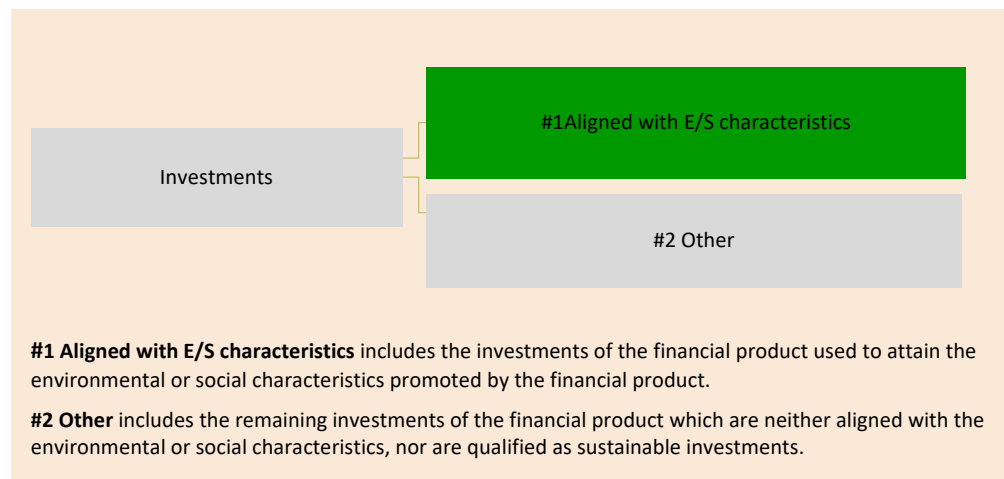 #1Aligned with E/S characteristics
Investments
#2 Other
#1 Aligned with E/S characteristics includes the investments of the financial product used to attain the
environmental or social characteristics promoted by the financial product.
#2 Other includes the remaining investments of the financial product which are neither aligned with the
environmental or social characteristics, nor are qualified as sustainable investments.